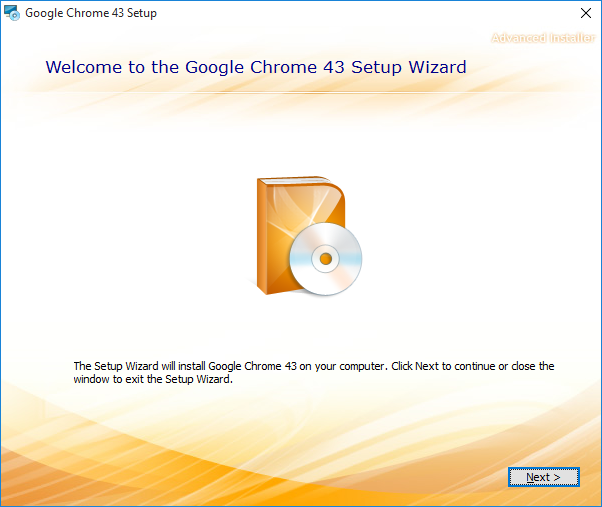 Google Chrome 43 Setup
Advanced Installer
Welcome to the Google Chrome 43 Setup Wizard
The Setup Wizard will install Google Chrome 43 on your computer. Click Next to continue or close the
window to exit the Setup Wizard.
Next >